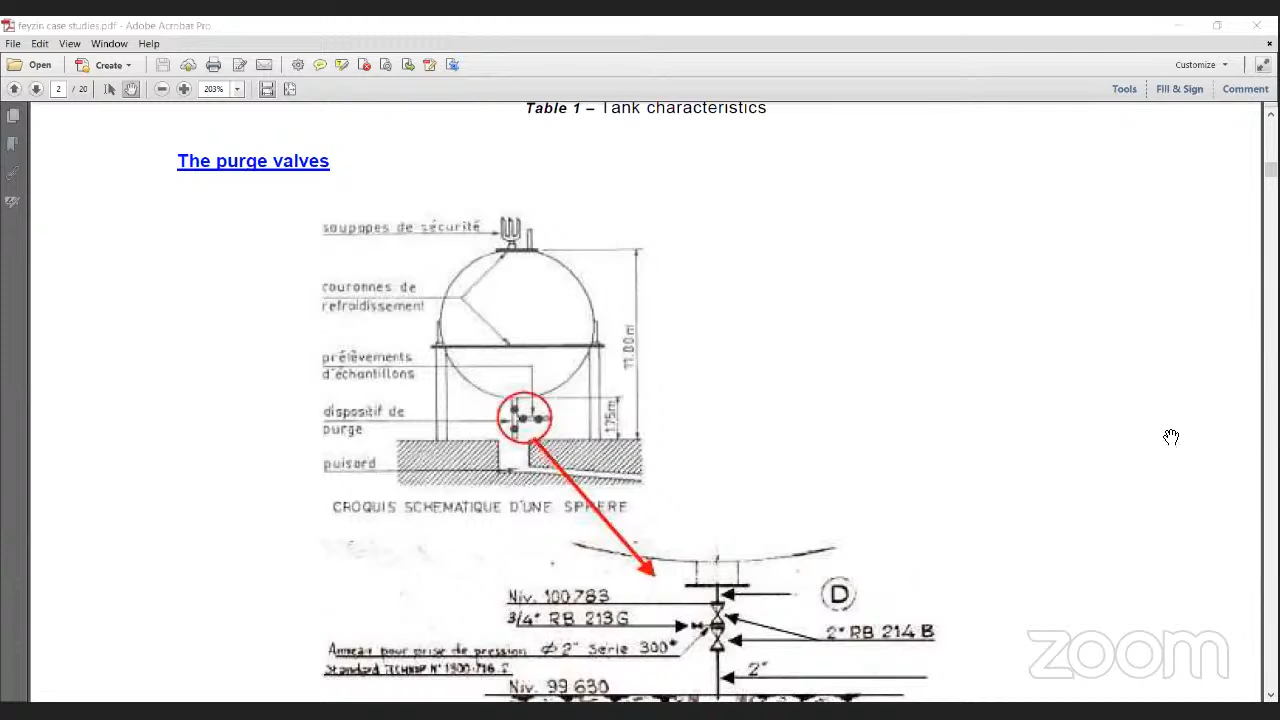 feyzin case studies.pdf - Adobe Acrobat Pro
File Edit View Window Help
Open Create Customize
2 / 20 203% Tools Fill & Sign Comment
Table 1 – Tank characteristics
The purge valves
soupapes de sécurité
couronnes de
refroidissement
prélèvements
d'échantillons
dispositif de
purge
puisard
11.80m
1.75m
CROQUIS SCHEMATIQUE D'UNE SPHERE
Niv. 100.783
D
3/4" RB 213G
2" RB 214 B
Anneau pour prise de pression Ø 2" Serie 300#
2"
Niv. 99 630
zoom